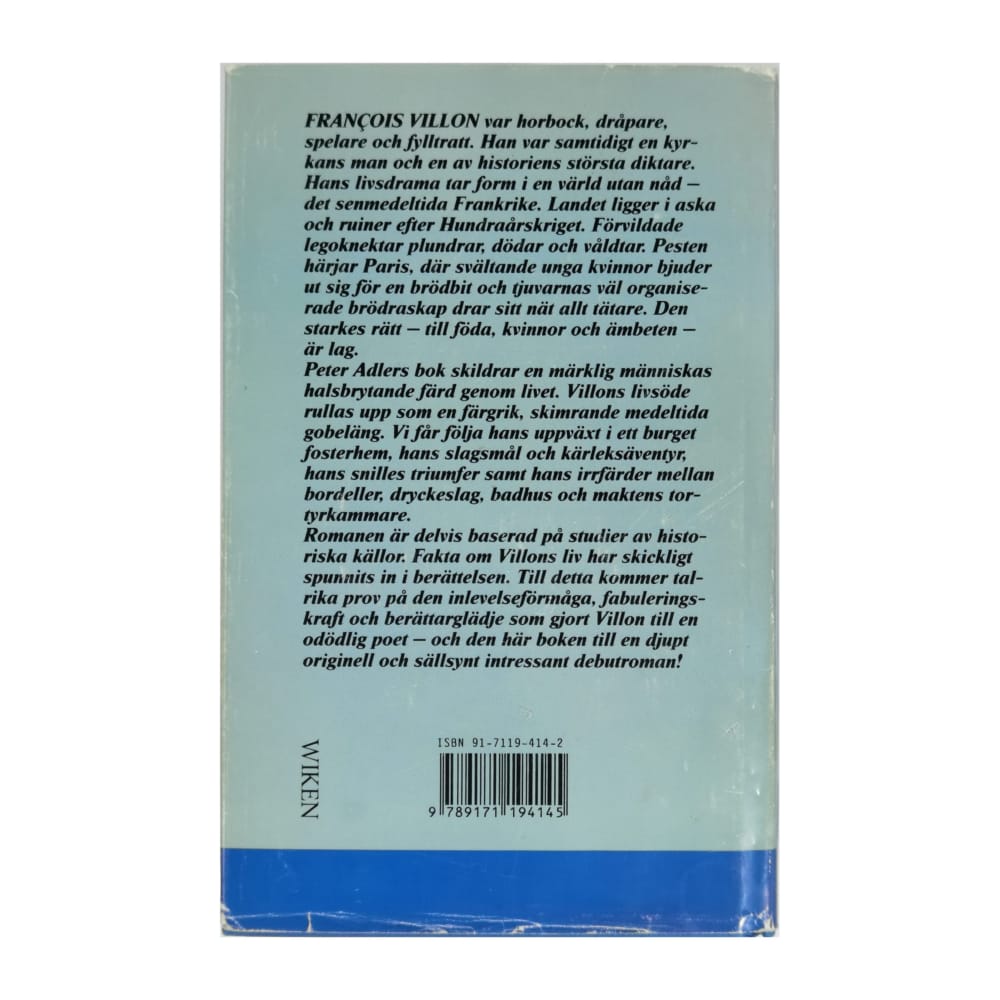 FRANÇOIS VILLON var horbock, dråpare,
spelare och fylltratt. Han var samtidigt en kyr-
kans man och en av historiens största diktare.
Hans livsdrama tar form i en värld utan nåd –
det senmedeltida Frankrike. Landet ligger i aska
och ruiner efter Hundraårskriget. Förvildade
legoknektar plundrar, dödar och våldtar. Pesten
härjar Paris, där svältande unga kvinnor bjuder
ut sig för en brödbit och tjuvarnas väl organise-
rade brödraskap drar sitt nät allt tätare. Den
starkes rätt – till föda, kvinnor och ämbeten –
är lag.
Peter Adlers bok skildrar en märklig människas
halsbrytande färd genom livet. Villons livsöde
rullas upp som en färgrik, skimrande medeltida
gobeläng. Vi får följa hans uppväxt i ett burget
fosterhem, hans slagsmål och kärleksäventyr,
hans snilles triumfer samt hans irrfärder mellan
bordeller, dryckeslag, badhus och maktens tor-
tyrkammare.
Romanen är delvis baserad på studier av histo-
riska källor. Fakta om Villons liv har skickligt
spunnits in i berättelsen. Till detta kommer tal-
rika prov på den inlevelseförmåga, fabulerings-
kraft och berättarglädje som gjort Villon till en
odödlig poet – och den här boken till en djupt
originell och sällsynt intressant debutroman!
WIKEN
ISBN 91-7119-414-2
9 789171 194145